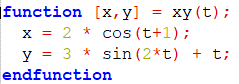 function [x,y] = xy(t);
  x = 2 * cos(t+1);
  y = 3 * sin(2*t) + t;
endfunction